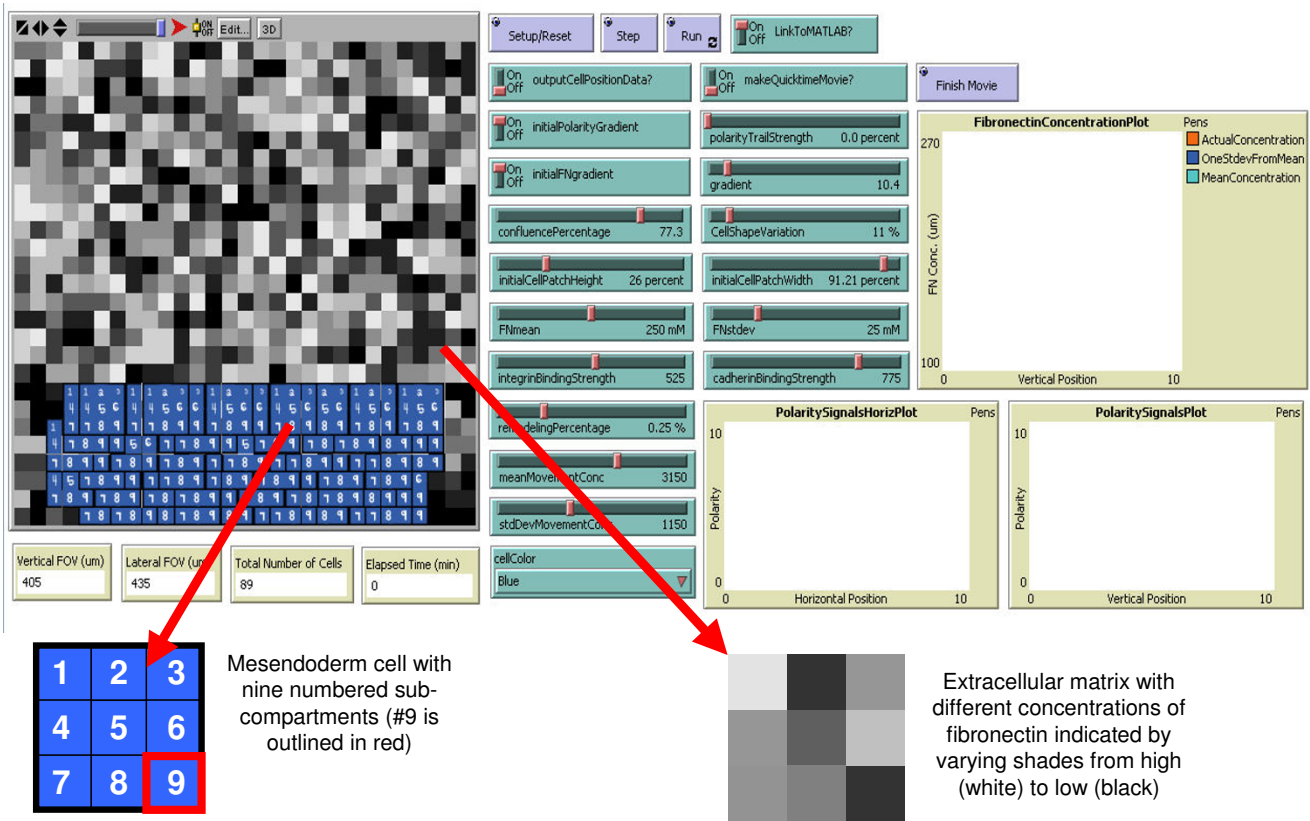 ON
OFF
Edit...
3D
Setup/Reset
Step
Run
On
Off
LinkToMATLAB?
On
Off
outputCellPositionData?
On
Off
makeQuicktimeMovie?
Finish Movie
On
Off
initialPolarityGradient
polarityTrailStrength 0.0 percent
On
Off
initialFNgradient
gradient 10.4
confluencePercentage 77.3
CellShapeVariation 11 %
initialCellPatchHeight 26 percent
initialCellPatchWidth 91.21 percent
FNmean 250 mM
FNstdev 25 mM
integrinBindingStrength 525
cadherinBindingStrength 775
remodelingPercentage 0.25 %
meanMovementConc 3150
1150
cellColor
Blue
FibronectinConcentrationPlot
Pens
ActualConcentration
OneStdevFromMean
MeanConcentration
270
FN Conc. (um)
100
0 Vertical Position 10
PolaritySignalsHorizPlot
Pens
10
Polarity
0
0 Horizontal Position 10
PolaritySignalsPlot
Pens
10
Polarity
0
0 Vertical Position 10
Vertical FOV (um)
405
Lateral FOV (um
435
Total Number of Cells
89
Elapsed Time (min)
0
1 2 3
4 5 6
7 8 9
Mesendoderm cell with
nine numbered sub-
compartments (#9 is
outlined in red)
Extracellular matrix with
different concentrations of
fibronectin indicated by
varying shades from high
(white) to low (black)